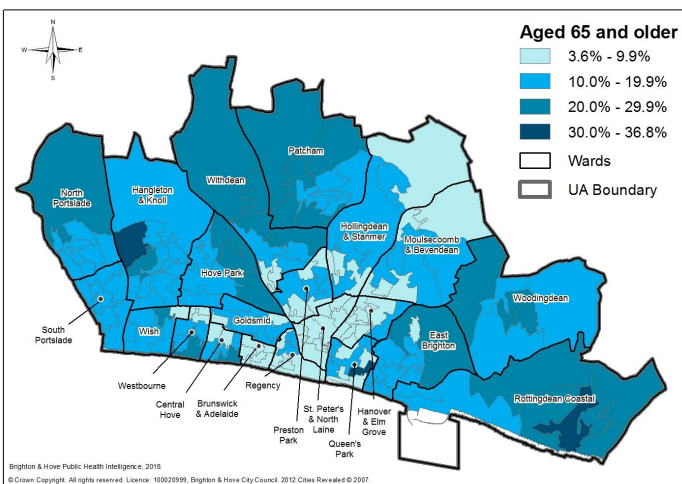 N
W
E
S
Aged 65 and older
3.6% - 9.9%
10.0% - 19.9%
20.0% - 29.9%
30.0% - 36.8%
Wards
UA Boundary
Patcham
Withdean
North
Portslade
Hangleton
& Knoll
Hollingdean
& Stanmer
Moulsecoomb
& Bevendean
Hove Park
Woodingdean
Goldsmid
Wish
East
Brighton
South
Portslade
Rottingdean Coastal
Westbourne
Central
Hove
Brunswick
& Adelaide
Regency
Preston
Park
St. Peter's
& North
Laine
Queen's
Park
Hanover
& Elm
Grove
Brighton & Hove Public Health Intelligence, 2016
© Crown Copyright. All rights reserved. Licence: 100020999, Brighton & Hove City Council. 2012.Cities Revealed © 2007.